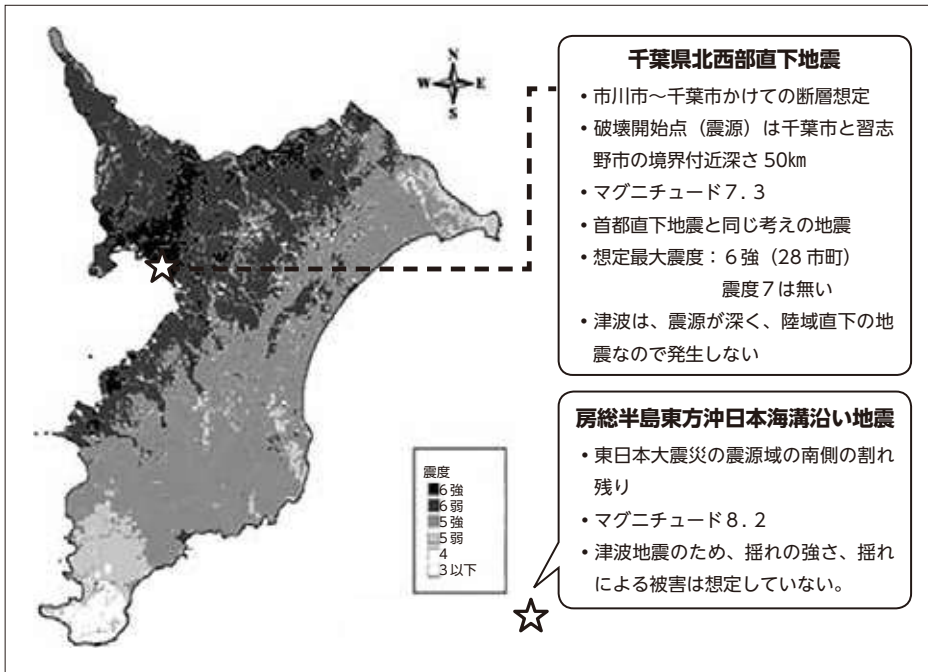 N
W E
S
千葉県北西部直下地震
・市川市～千葉市かけての断層想定
・破壊開始点（震源）は千葉市と習志
野市の境界付近深さ 50㎞
・マグニチュード７.３
・首都直下地震と同じ考えの地震
・想定最大震度：６強（28 市町）
震度７は無い
・津波は、震源が深く、陸域直下の地
震なので発生しない
房総半島東方沖日本海溝沿い地震
・東日本大震災の震源域の南側の割れ
残り
・マグニチュード８.２
・津波地震のため、揺れの強さ、揺れ
による被害は想定していない。
震度
６強
６弱
５強
５弱
４
３以下